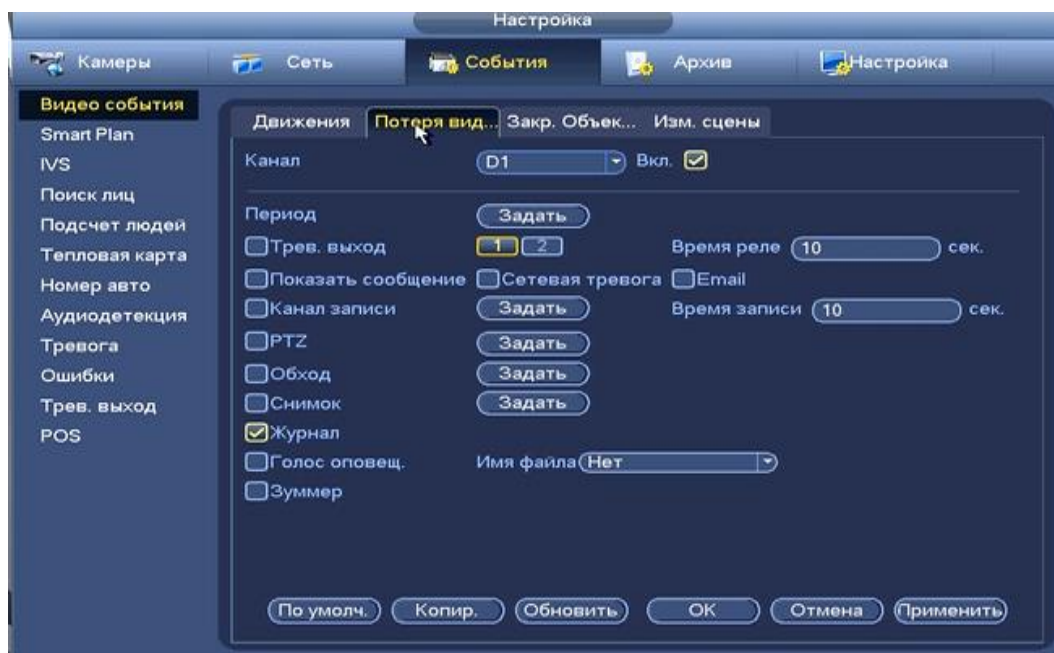 Настройка
Камеры
Сеть
События
Архив
Настройка
Видео события
Smart Plan
IVS
Поиск лиц
Подсчет людей
Тепловая карта
Номер авто
Аудиодетекция
Тревога
Ошибки
Трев. выход
POS
Движения Потеря вид... Закр. Объек... Изм. сцены
Канал D1 Вкл.
Период Задать
Трев. выход 1 2 Время реле 10 сек.
Показать сообщение Сетевая тревога Email
Канал записи Задать Время записи 10 сек.
PTZ Задать
Обход Задать
Снимок Задать
Журнал
Голос оповещ. Имя файла Нет
Зуммер
По умолч. Копир. Обновить OK Отмена Применить